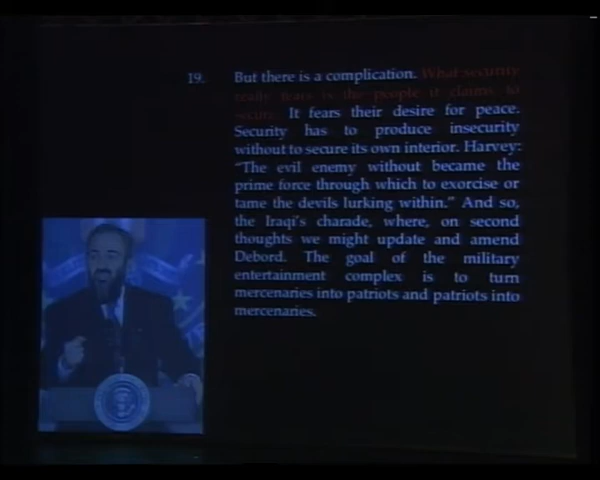 19. But there is a complication. What security
really fears is the people it claims to
secure. It fears their desire for peace.
Security has to produce insecurity
without to secure its own interior. Harvey:
"The evil enemy without became the
prime force through which to exorcise or
tame the devils lurking within." And so,
the Iraqi's charade, where, on second
thoughts we might update and amend
Debord. The goal of the military
entertainment complex is to turn
mercenaries into patriots and patriots into
mercenaries.